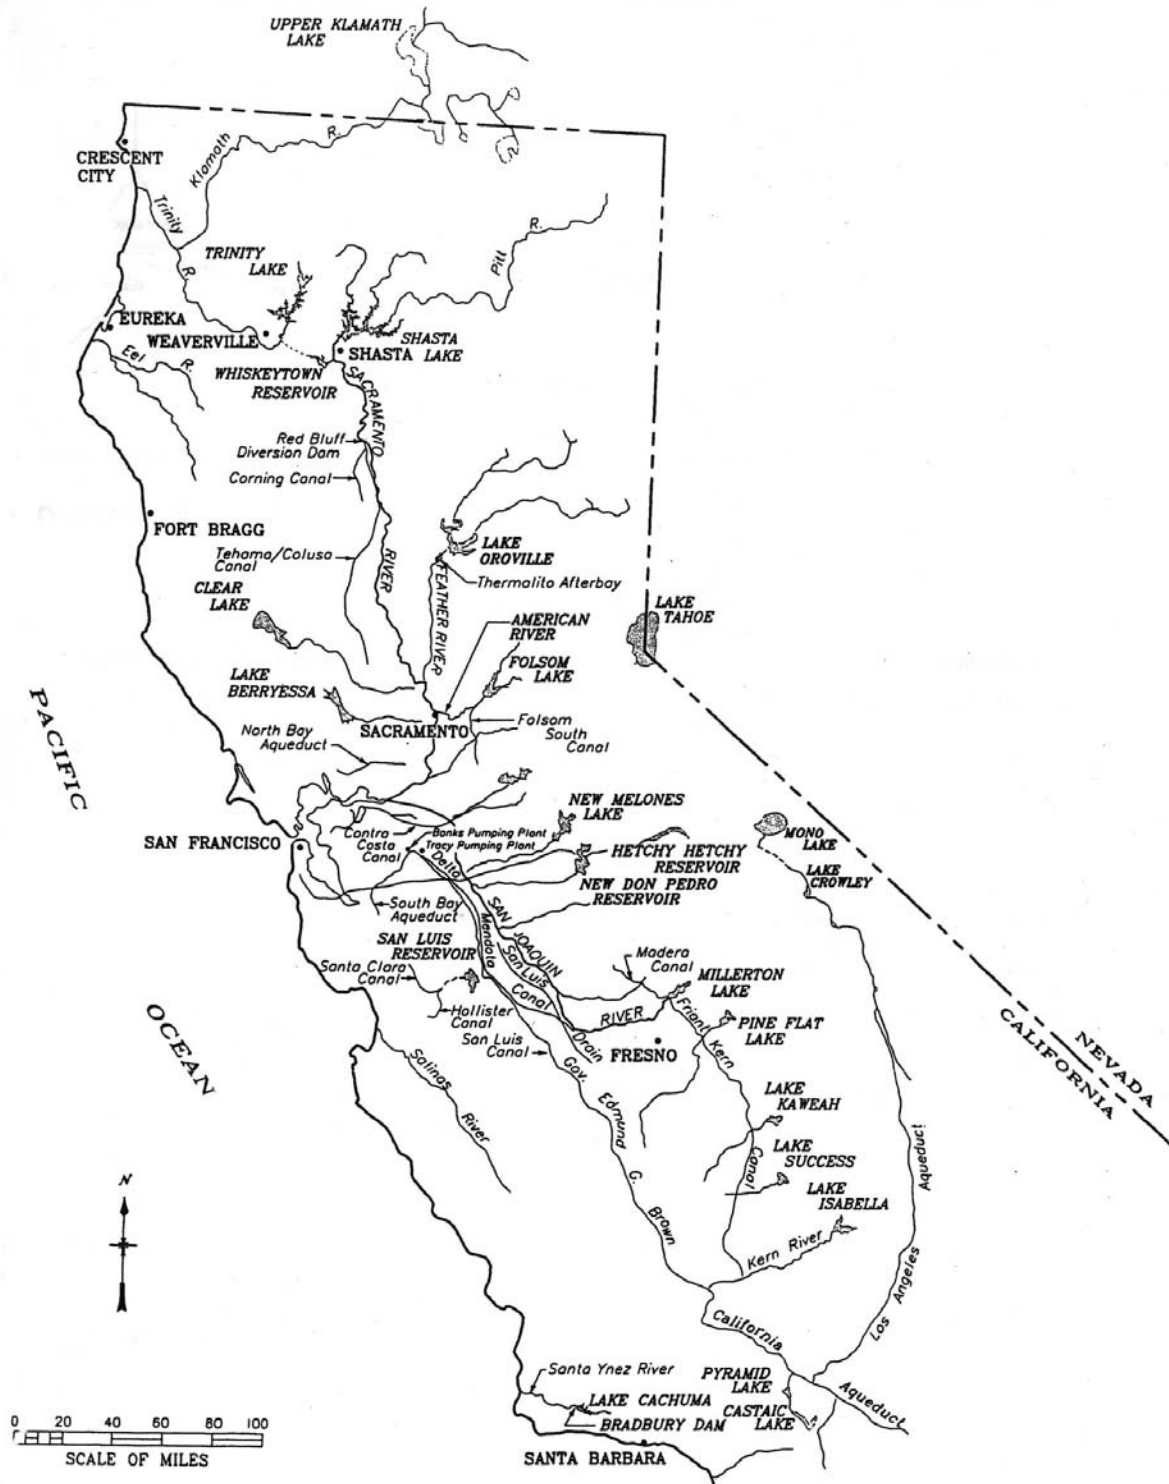 UPPER KLAMATH
LAKE
CRESCENT
CITY
Klamath
R.
Trinity
R.
TRINITY
LAKE
Pitt
R.
EUREKA
WEAVERVILLE
SHASTA
SHASTA
LAKE
Eel
R.
WHISKEYTOWN
RESERVOIR
SACRAMENTO
Red Bluff
Diversion Dam
Corning Canal
FORT BRAGG
LAKE
OROVILLE
Tehama/Colusa
Canal
RIVER
FEATHER RIVER
Thermalito Afterbay
CLEAR
LAKE
AMERICAN
RIVER
LAKE
TAHOE
FOLSOM
LAKE
LAKE
BERRYESSA
SACRAMENTO
Folsom
South
Canal
North Bay
Aqueduct
PACIFIC
SAN FRANCISCO
Contra
Costa
Canal
Banks Pumping Plant
Tracy Pumping Plant
NEW MELONES
LAKE
HETCHY HETCHY
RESERVOIR
NEW DON PEDRO
RESERVOIR
MONO
LAKE
LAKE
CROWLEY
Delta
Mendota
South Bay
Aqueduct
SAN
JOAQUIN
RIVER
SAN LUIS
RESERVOIR
San Luis
Canal
Drain
Santa Clara
Canal
Hollister
Canal
San Luis
Canal
Madera
Canal
MILLERTON
LAKE
Friant
Kern
Canal
PINE FLAT
LAKE
FRESNO
OCEAN
Salinas
River
Gov.
Edmund
G.
Brown
NEVADA
CALIFORNIA
LAKE
KAWEAH
LAKE
SUCCESS
LAKE
ISABELLA
Kern River
Los Angeles
Aqueduct
N
California
Aqueduct
Santa Ynez River
PYRAMID
LAKE
LAKE CACHUMA
CASTAIC
LAKE
BRADBURY DAM
SANTA BARBARA
0 20 40 60 80 100
SCALE OF MILES